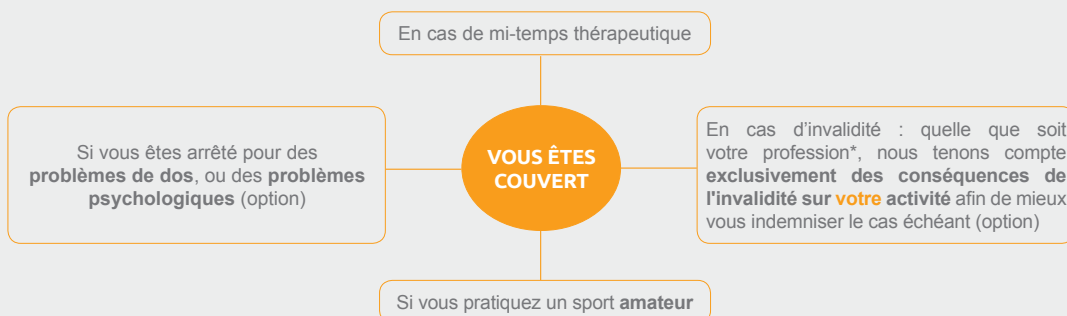 En cas de mi-temps thérapeutique
Si vous êtes arrêté pour des
problèmes de dos, ou des problèmes
psychologiques (option)
VOUS ÊTES
COUVERT
En cas d'invalidité : quelle que soit
votre profession*, nous tenons compte
exclusivement des conséquences de
l'invalidité sur votre activité afin de mieux
vous indemniser le cas échéant (option)
Si vous pratiquez un sport amateur